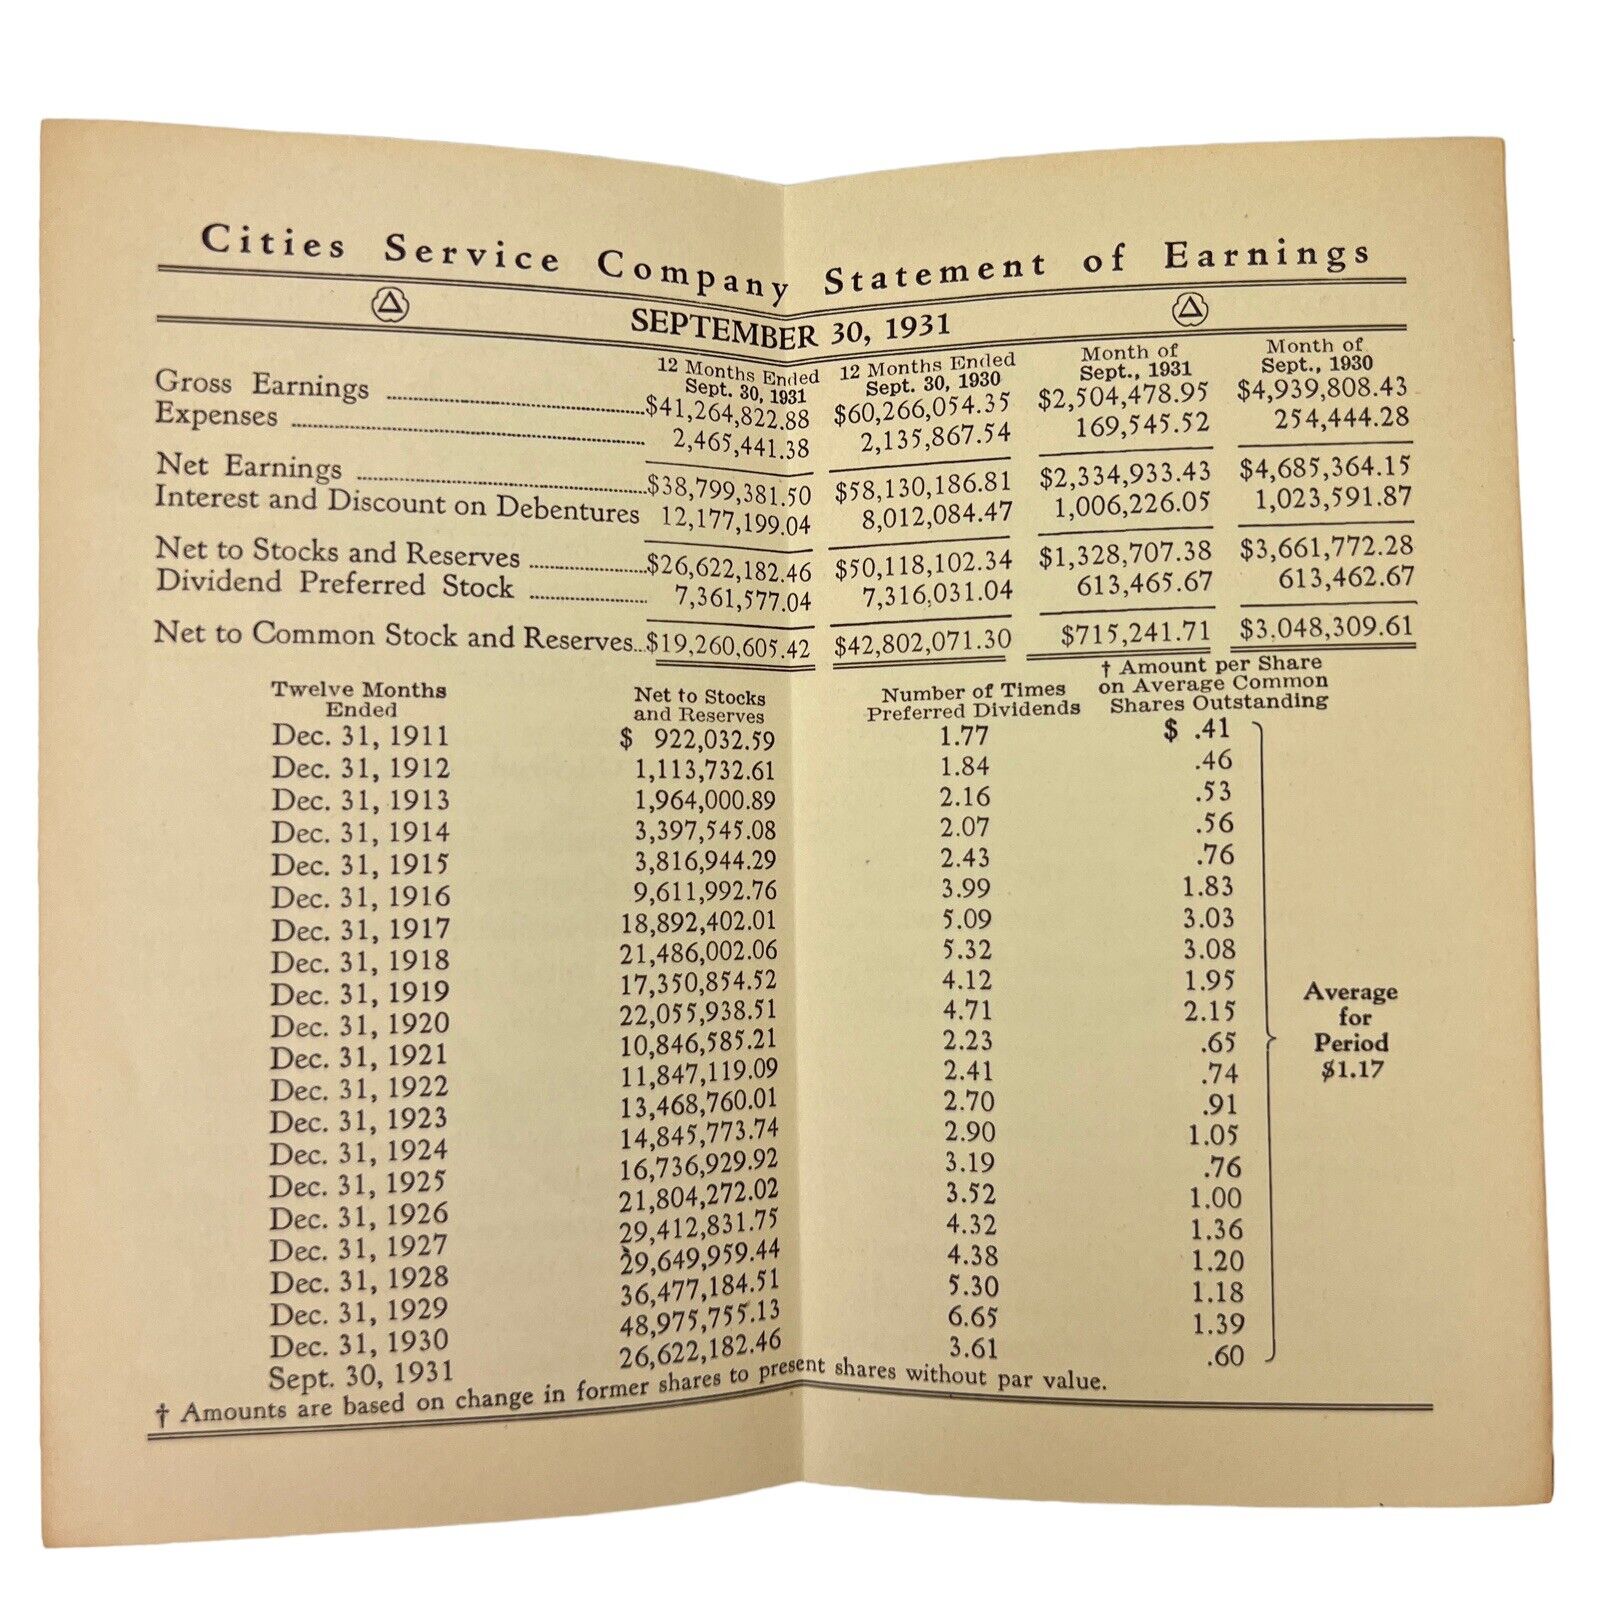 Cities Service Company Statement of Earnings
SEPTEMBER 30, 1931
12 Months Ended Sept. 30, 1931 12 Months Ended Sept. 30, 1930 Month of Sept., 1931 Month of Sept., 1930
Gross Earnings $41,264,822.88 $60,266,054.35 $2,504,478.95 $4,939,808.43
Expenses 2,465,441.38 2,135,867.54 169,545.52 254,444.28
Net Earnings $38,799,381.50 $58,130,186.81 $2,334,933.43 $4,685,364.15
Interest and Discount on Debentures 12,177,199.04 8,012,084.47 1,006,226.05 1,023,591.87
Net to Stocks and Reserves $26,622,182.46 $50,118,102.34 $1,328,707.38 $3,661,772.28
Dividend Preferred Stock 7,361,577.04 7,316,031.04 613,465.67 613,462.67
Net to Common Stock and Reserves $19,260,605.42 $42,802,071.30 $715,241.71 $3,048,309.61
Twelve Months Ended Net to Stocks and Reserves Number of Times Preferred Dividends † Amount per Share on Average Common Shares Outstanding
Dec. 31, 1911 $ 922,032.59 1.77 $ .41
Dec. 31, 1912 1,113,732.61 1.84 .46
Dec. 31, 1913 1,964,000.89 2.16 .53
Dec. 31, 1914 3,397,545.08 2.07 .56
Dec. 31, 1915 3,816,944.29 2.43 .76
Dec. 31, 1916 9,611,992.76 3.99 1.83
Dec. 31, 1917 18,892,402.01 5.09 3.03
Dec. 31, 1918 21,486,002.06 5.32 3.08
Dec. 31, 1919 17,350,854.52 4.12 1.95
Dec. 31, 1920 22,055,938.51 4.71 2.15
Dec. 31, 1921 10,846,585.21 2.23 .65
Dec. 31, 1922 11,847,119.09 2.41 .74
Dec. 31, 1923 13,468,760.01 2.70 .91
Dec. 31, 1924 14,845,773.74 2.90 1.05
Dec. 31, 1925 16,736,929.92 3.19 .76
Dec. 31, 1926 21,804,272.02 3.52 1.00
Dec. 31, 1927 29,412,831.75 4.32 1.36
Dec. 31, 1928 29,649,959.44 4.38 1.20
Dec. 31, 1929 36,477,184.51 5.30 1.18
Dec. 31, 1930 48,975,755.13 6.65 1.39
Sept. 30, 1931 26,622,182.46 3.61 .60
Average
for
Period
$1.17
† Amounts are based on change in former shares to present shares without par value.